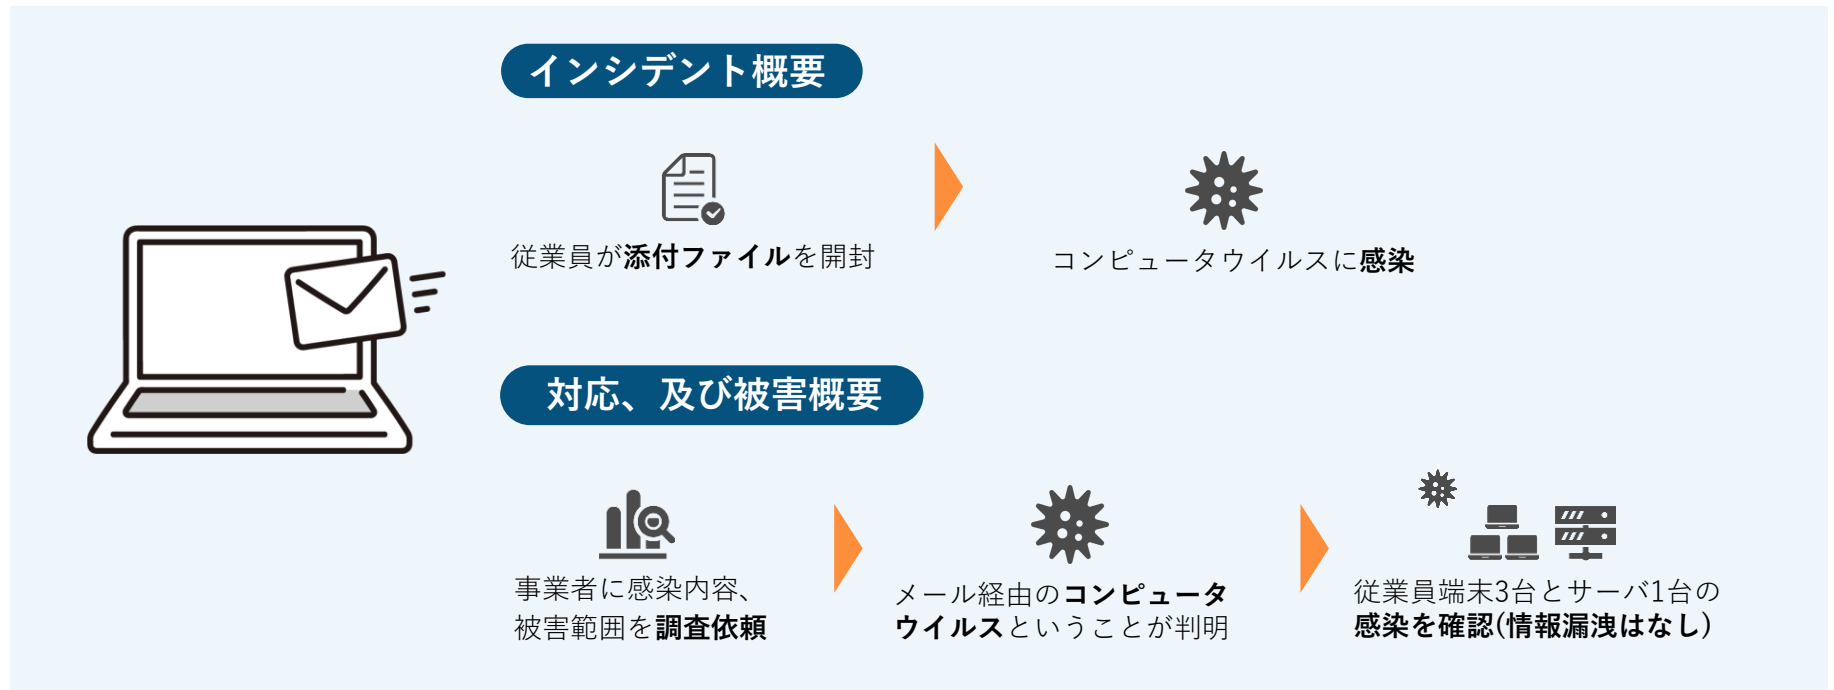 インシデント概要
従業員が添付ファイルを開封
コンピュータウイルスに感染
対応、及び被害概要
事業者に感染内容、
被害範囲を調査依頼
メール経由のコンピュータ
ウイルスということが判明
従業員端末3台とサーバ1台の
感染を確認(情報漏洩はなし)